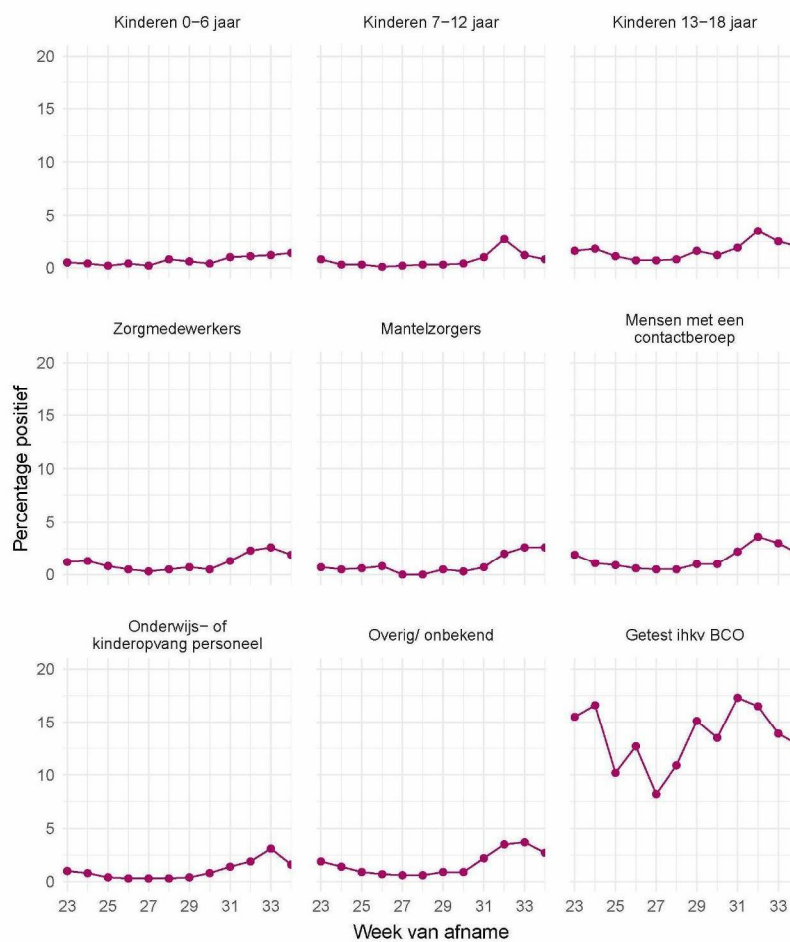 Kinderen 0−6 jaar
Kinderen 7−12 jaar
Kinderen 13−18 jaar
20
15
10
5
0
Zorgmedewerkers
Mantelzorgers
Mensen met een
contactberoep
20
15
10
5
0
Percentage positief
Onderwijs− of
kinderopvang personeel
Overig/ onbekend
Getest ihkv BCO
20
15
10
5
0
23 25 27 29 31 33
23 25 27 29 31 33
23 25 27 29 31 33
Week van afname